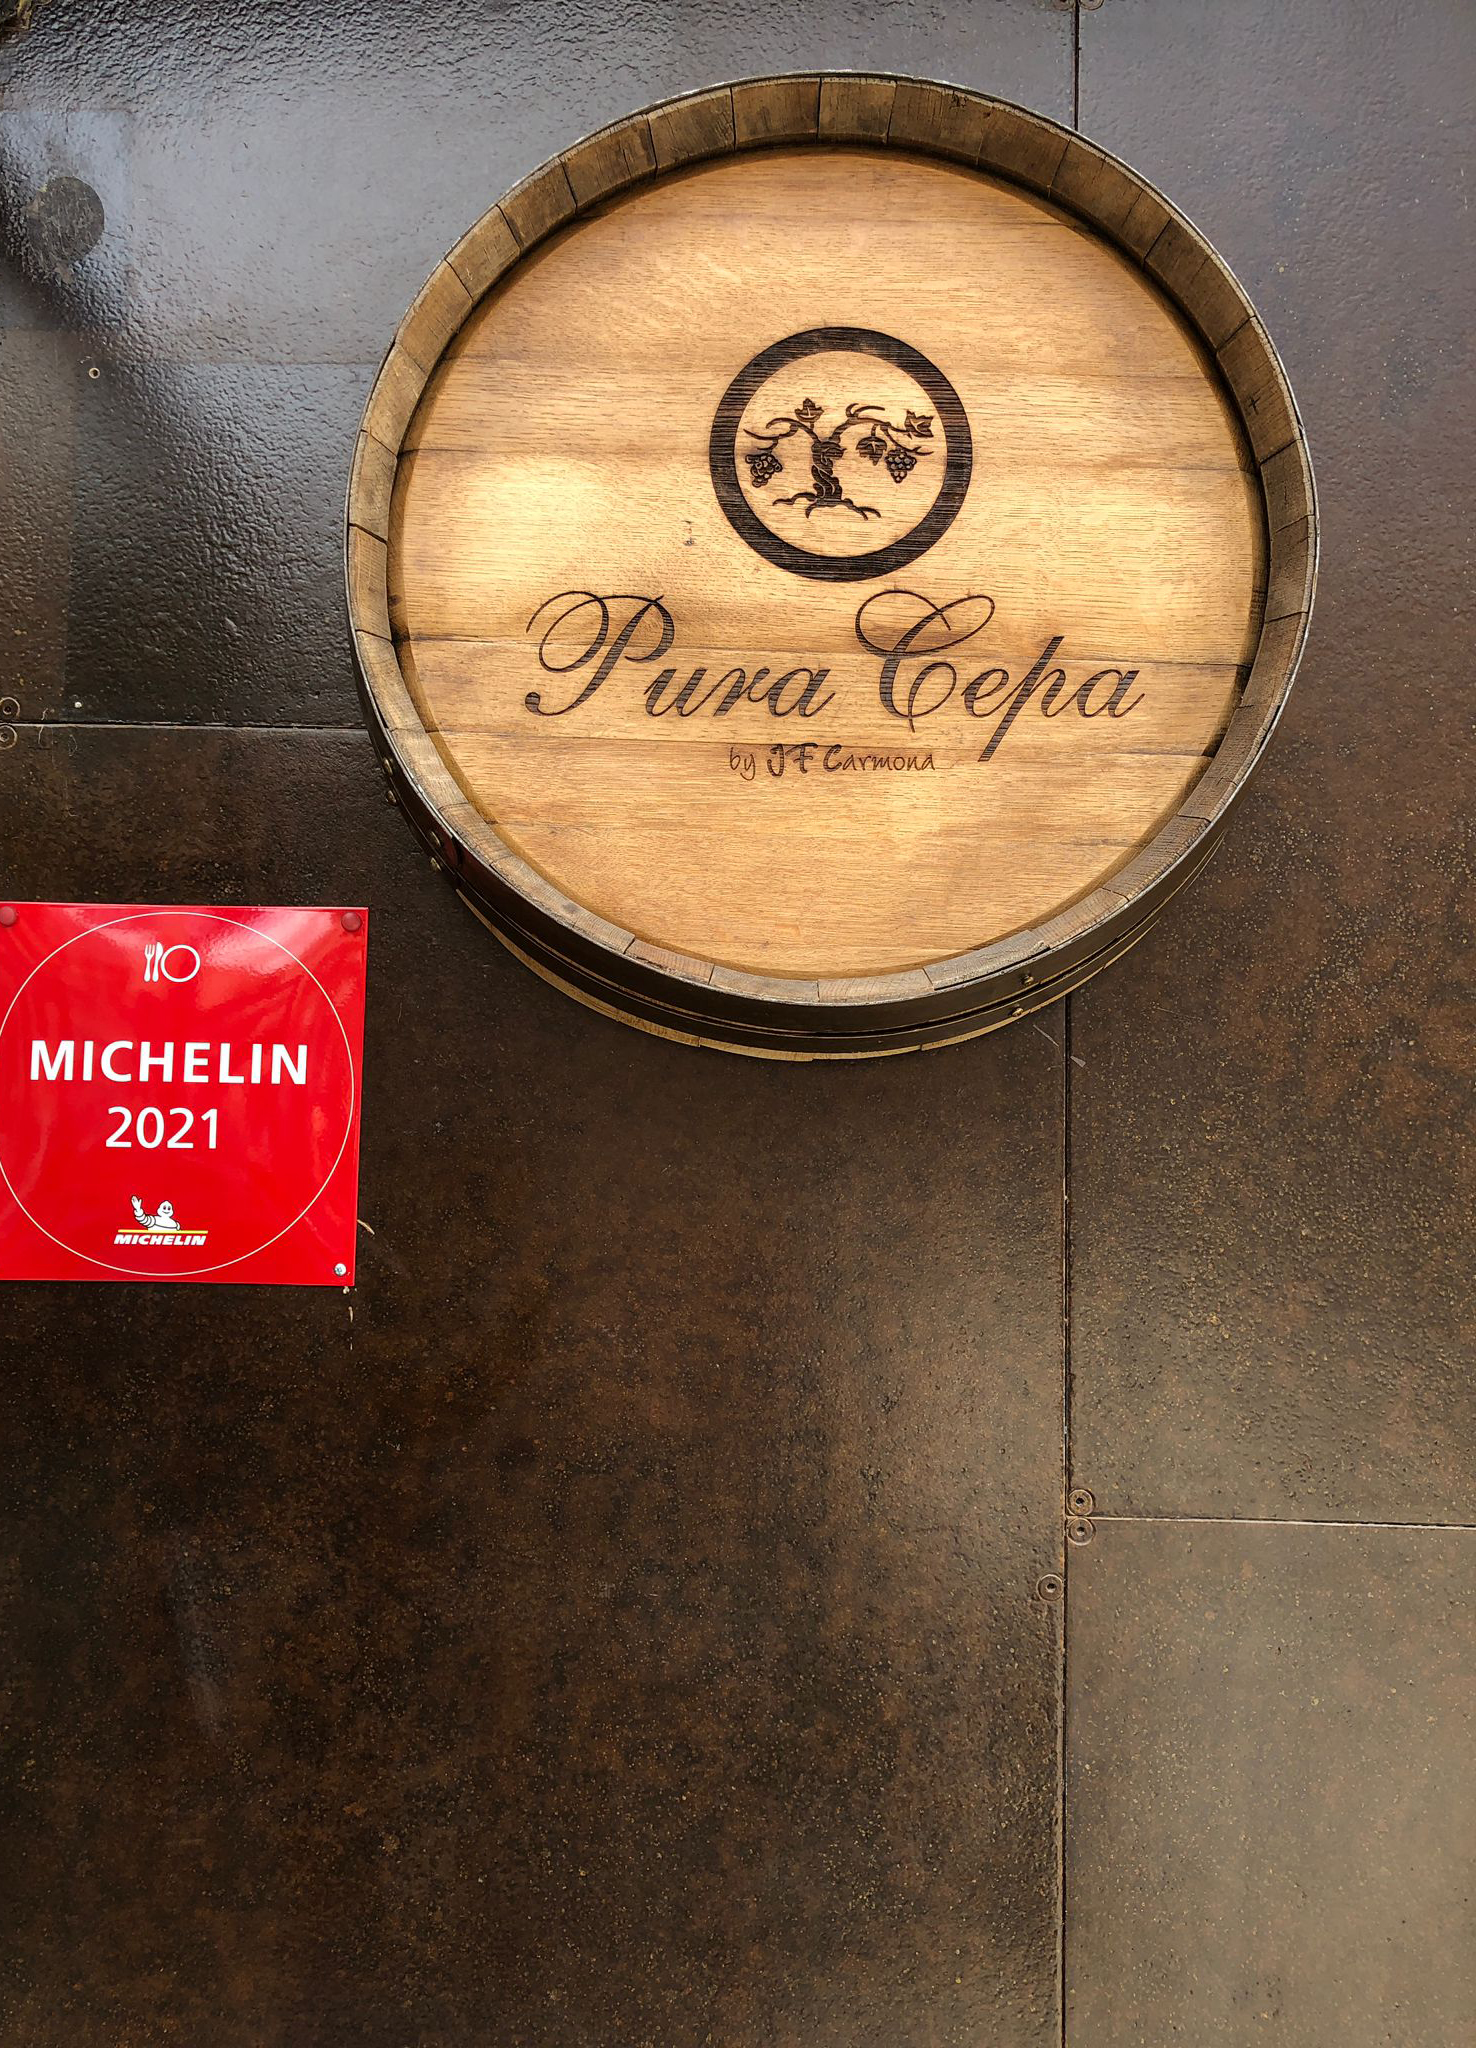 Pura Cepa
by JF Carmona
MICHELIN
2021
MICHELIN